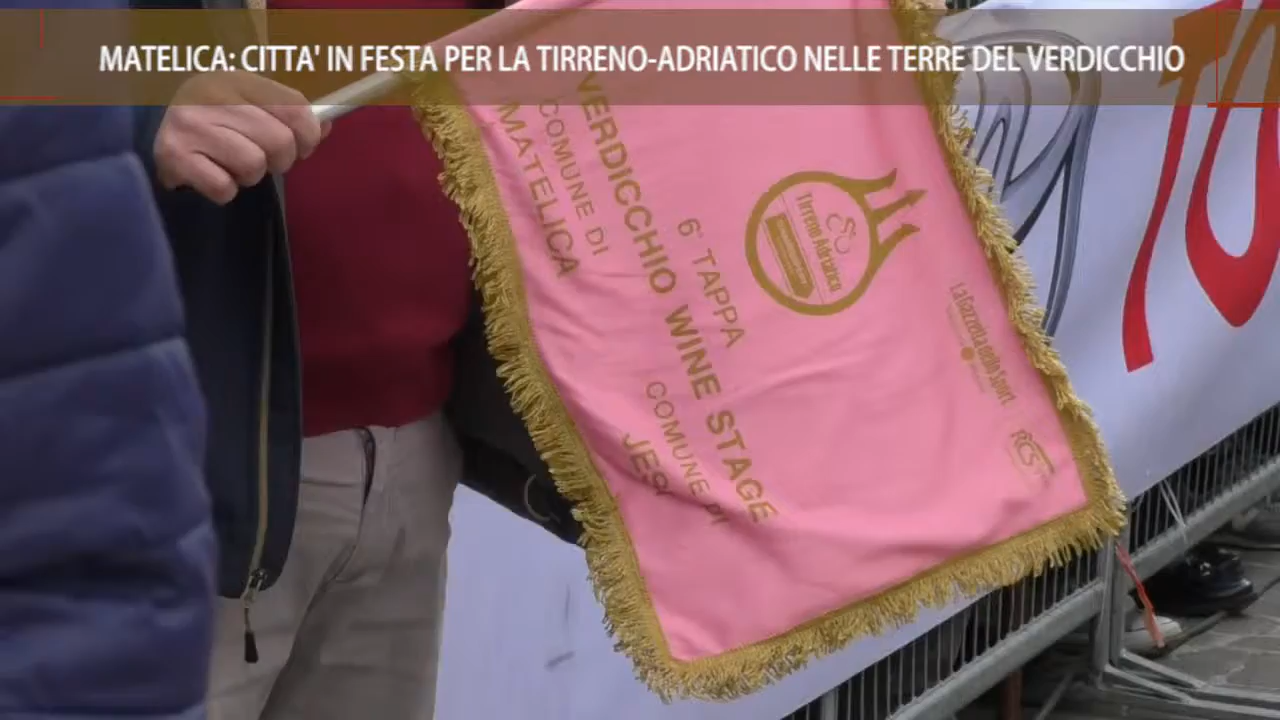 MATELICA: CITTA' IN FESTA PER LA TIRRENO-ADRIATICO NELLE TERRE DEL VERDICCHIO
Tirreno Adriatico
6ª TAPPA
VERDICCHIO WINE STAGE
COMUNE DI
MATELICA
COMUNE DI
JESI
La Gazzetta dello Sport
RCS